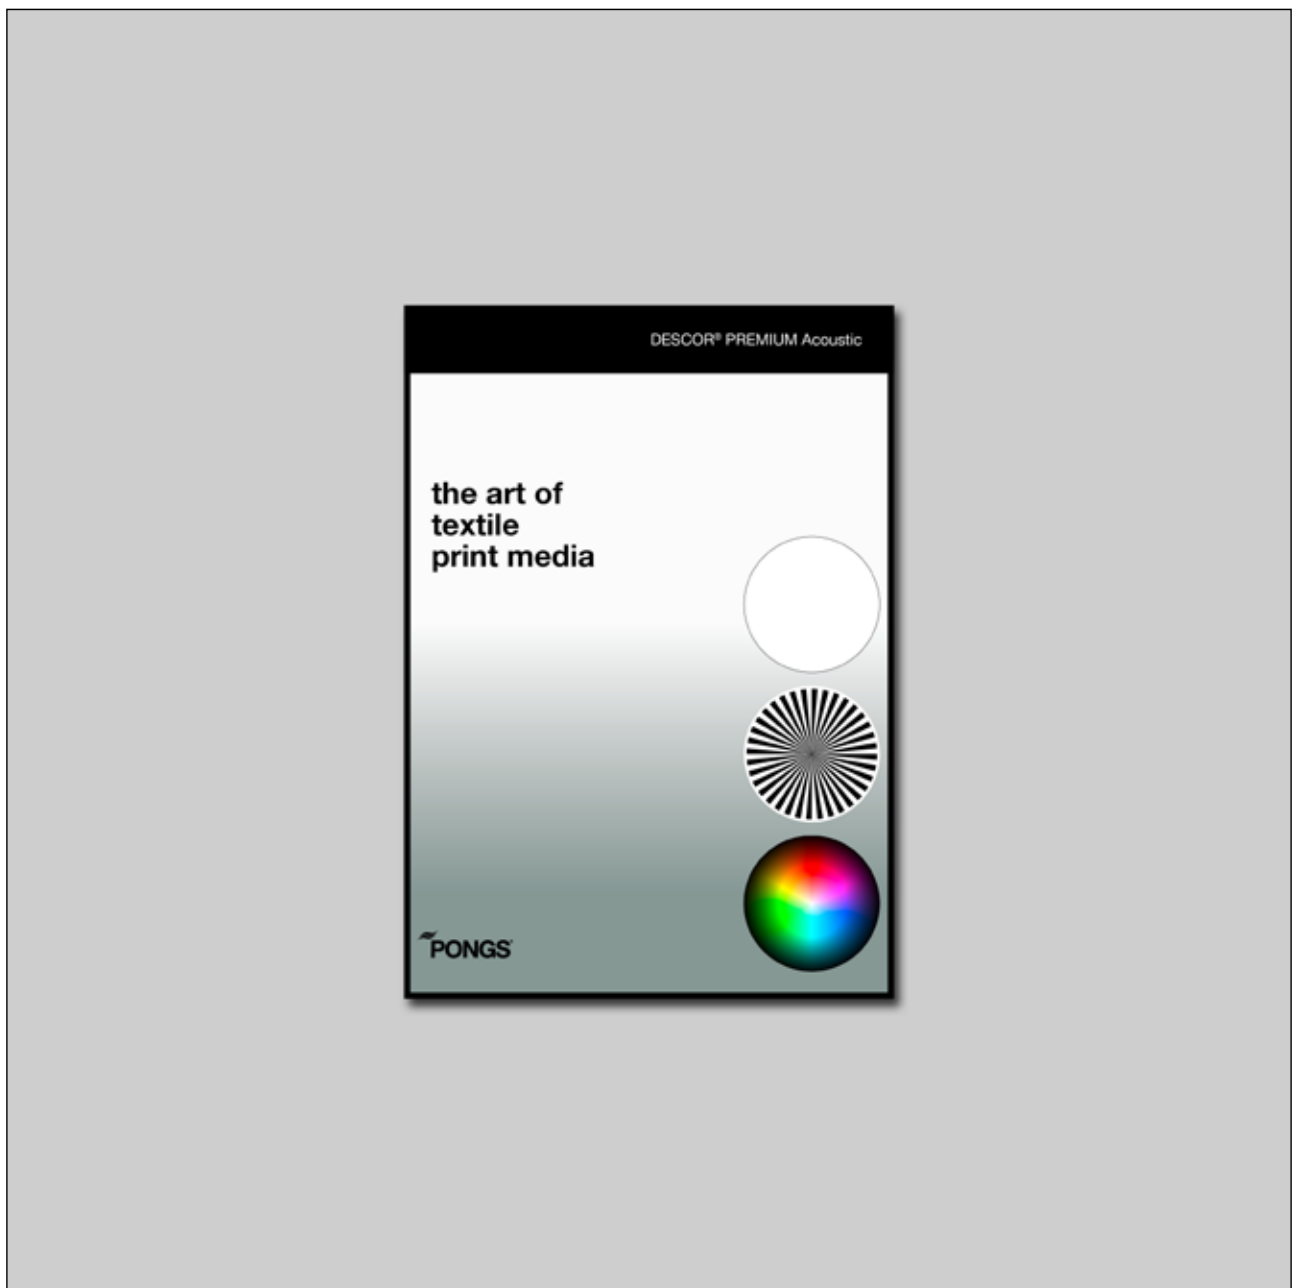 DESCOR® PREMIUM Acoustic
the art of
textile
print media
PONGS®